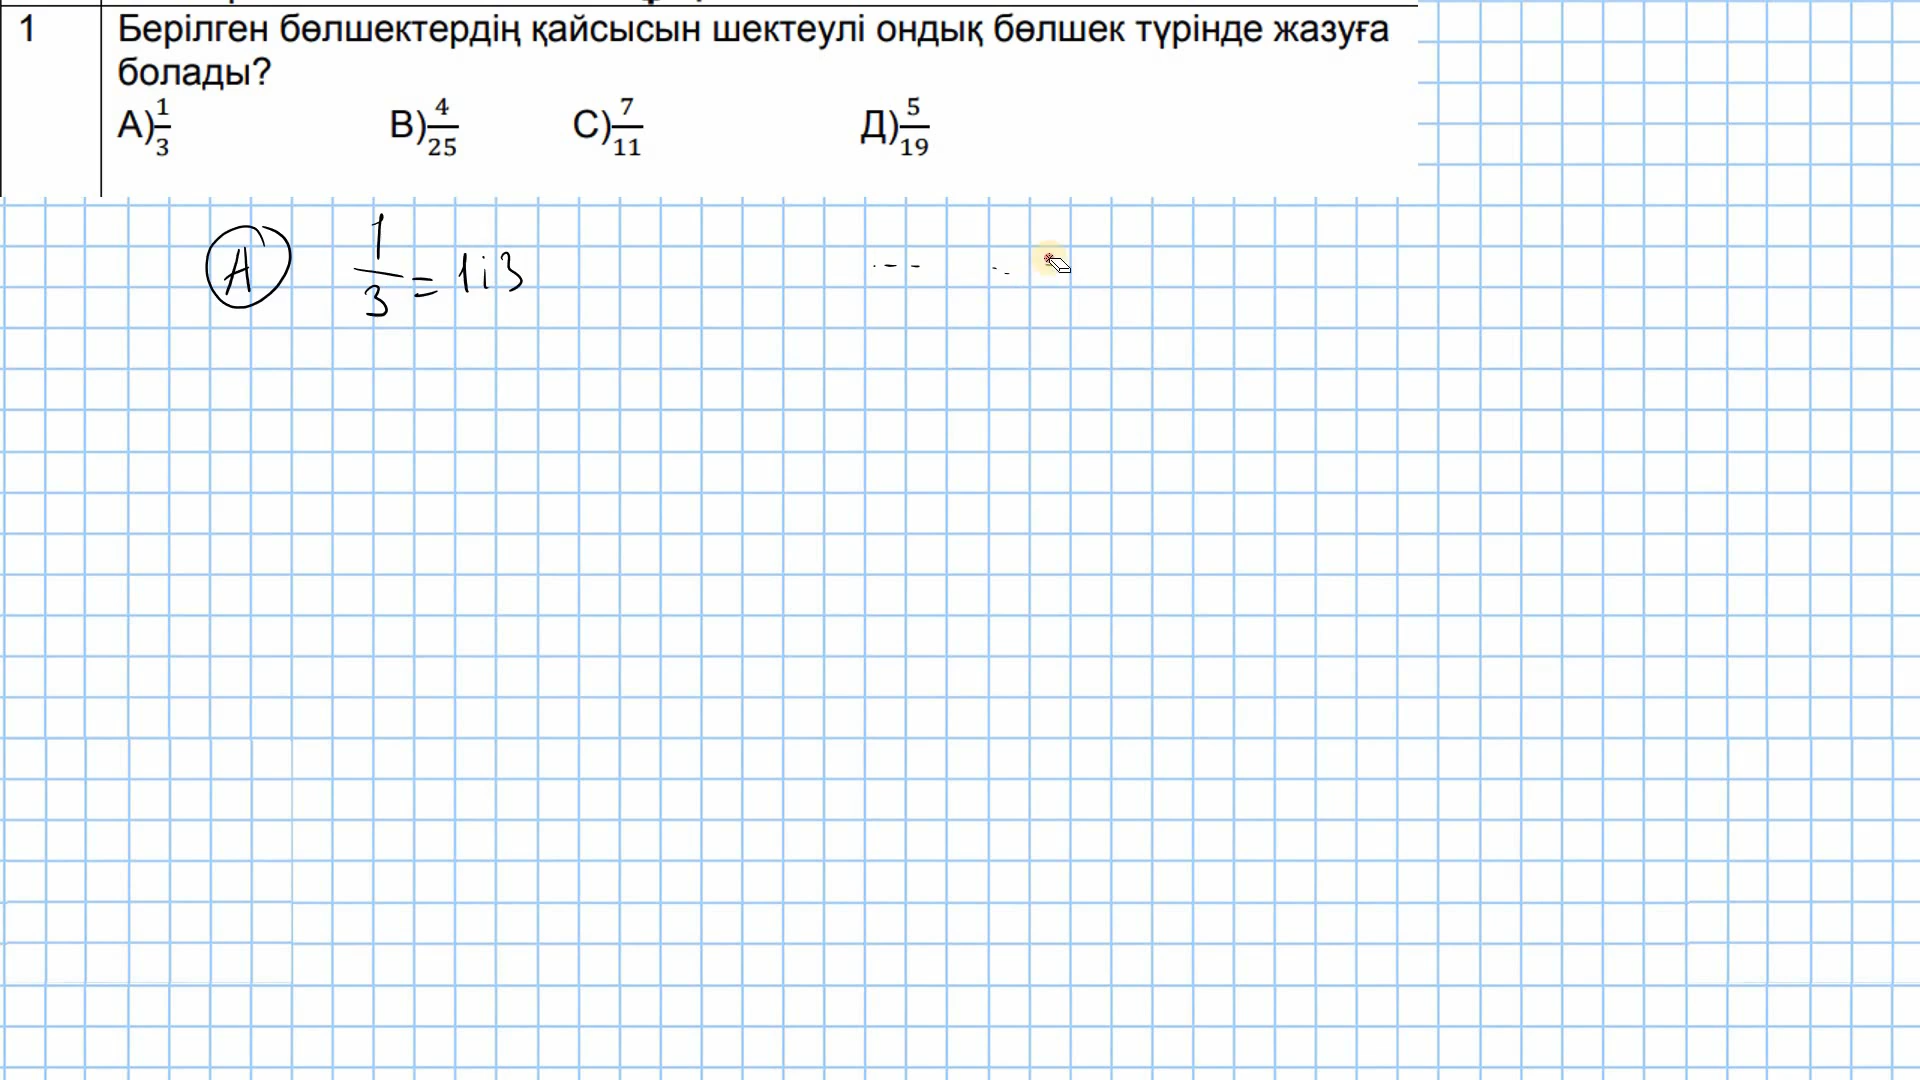 1
Берілген бөлшектердің қайсысын шектеулі ондық бөлшек түрінде жазуға
болады?
А) 1/3 В) 4/25 С) 7/11 Д) 5/19
A 1/3 = 1:3